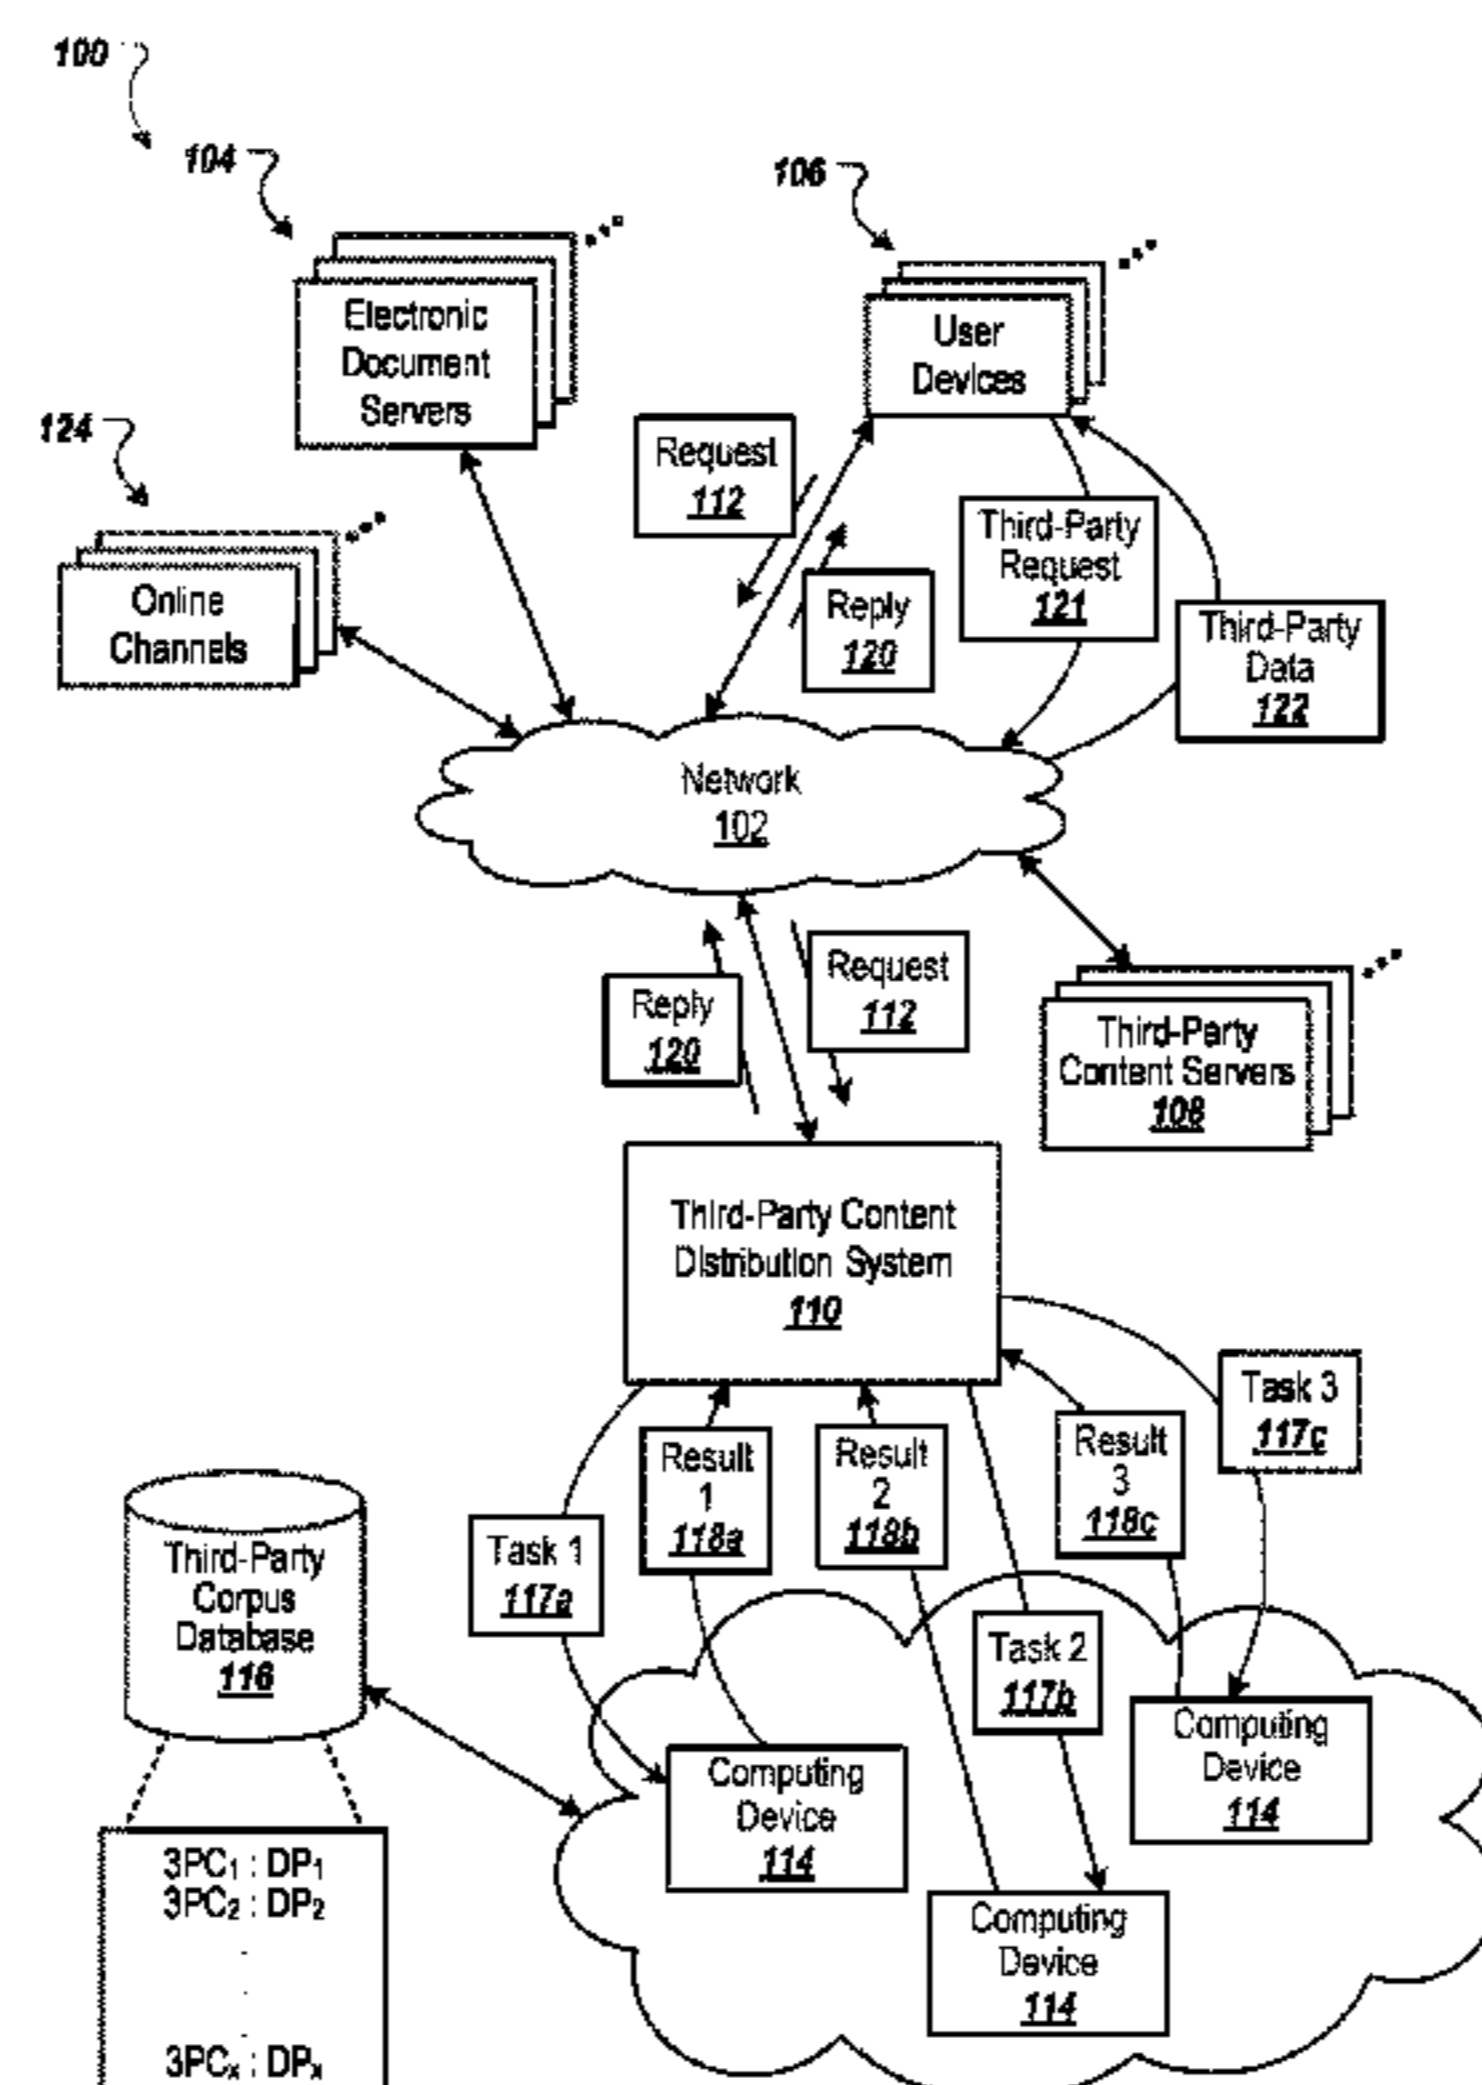 100
104
106
Electronic
Document
Servers
User
Devices
124
Request
112
Third-Party
Request
121
Online
Channels
Reply
120
Third-Party
Data
122
Network
102
Request
112
Reply
120
Third-Party
Content Servers
108
Third-Party Content
Distribution System
110
Task 3
117c
Result
1
118a
Result
2
118b
Result
3
118c
Task 1
117a
Third-Party
Corpus
Database
116
Task 2
117b
Computing
Device
114
Computing
Device
114
Computing
Device
114
3PC₁ : DP₁
3PC₂ : DP₂
.
.
.
3PCₓ : DPₓ